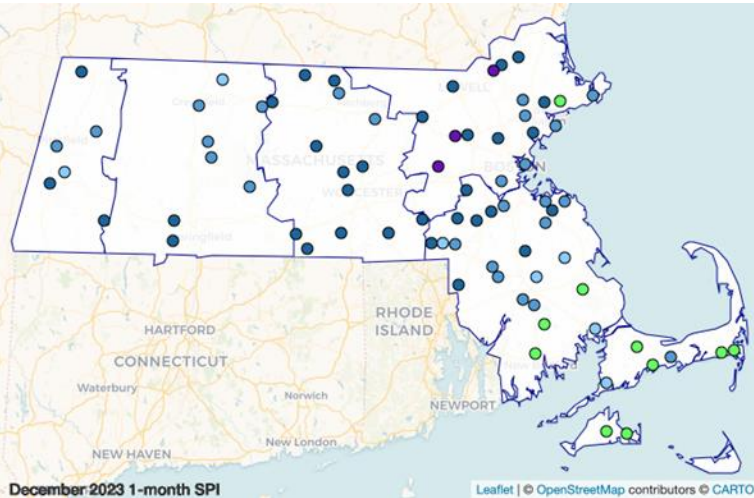 LOWELL
MASSACHUSETTS
BOSTON
WORCESTER
RHODE
ISLAND
HARTFORD
CONNECTICUT
Waterbury
Norwich
NEWPORT
New London
NEW HAVEN
December 2023 1-month SPI
Leaflet | © OpenStreetMap contributors © CARTO